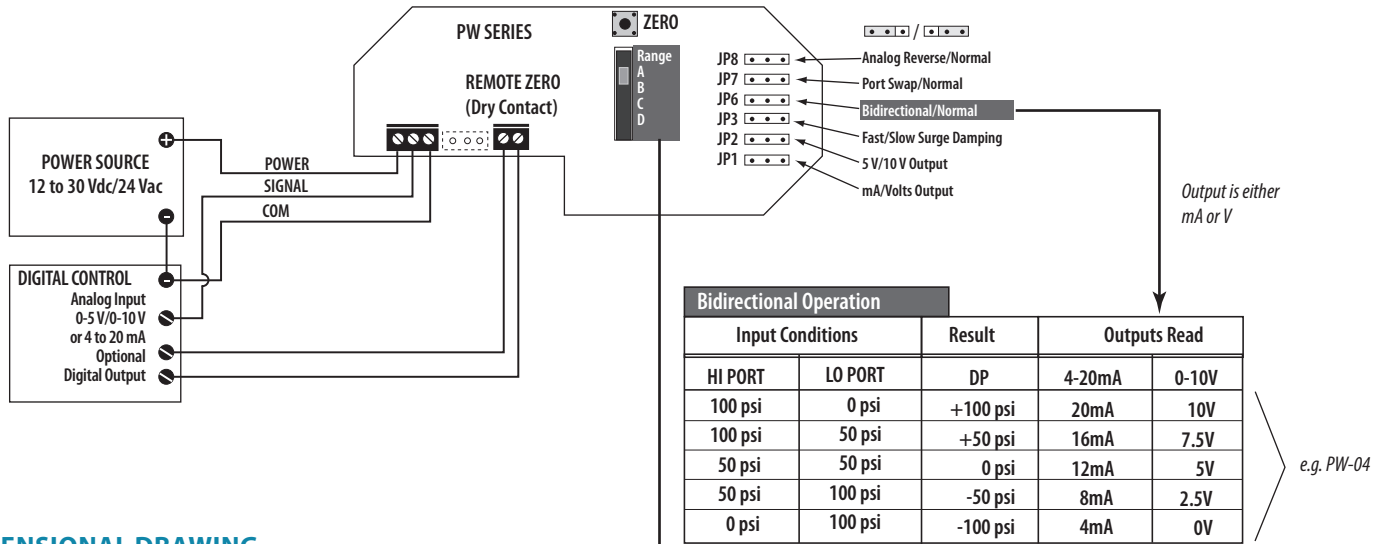 PW SERIES
ZERO
REMOTE ZERO
(Dry Contact)
Range
A
B
C
D
/
JP8
Analog Reverse/Normal
JP7
Port Swap/Normal
JP6
Bidirectional/Normal
JP3
Fast/Slow Surge Damping
JP2
5 V/10 V Output
JP1
mA/Volts Output
POWER SOURCE
12 to 30 Vdc/24 Vac
+
-
POWER
SIGNAL
COM
DIGITAL CONTROL
-
Analog Input
0-5 V/0-10 V
or 4 to 20 mA
Optional
Digital Output
Output is either
mA or V
Bidirectional Operation
Input Conditions Result Outputs Read
HI PORT LO PORT DP 4-20mA 0-10V
100 psi 0 psi +100 psi 20mA 10V
100 psi 50 psi +50 psi 16mA 7.5V
50 psi 50 psi 0 psi 12mA 5V
50 psi 100 psi -50 psi 8mA 2.5V
0 psi 100 psi -100 psi 4mA 0V
e.g. PW-04
ENSIONAL DRAWING